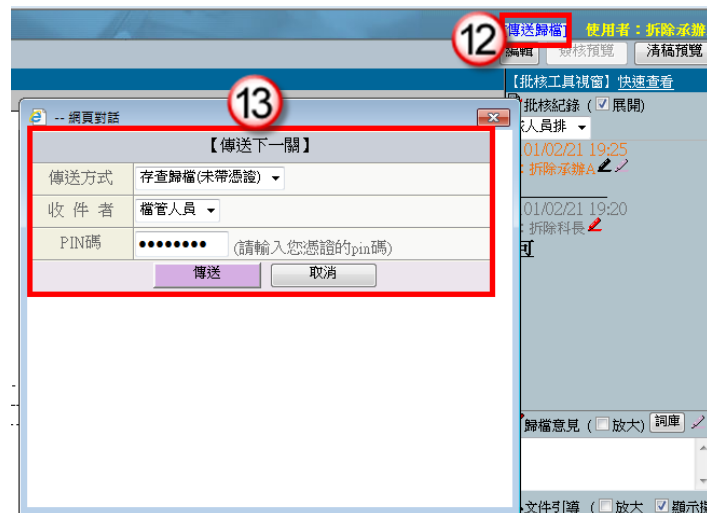 12
傳送歸檔] 使用者：拆除承辦
編輯 簽核預覽 清稿預覽
【批核工具視窗】快速查看
批核紀錄 (展開)
人員排
01/02/21 19:25
：拆除承辦A
01/02/21 19:20
：拆除科長
可
13
-- 網頁對話
【傳送下一關】
傳送方式 存查歸檔(未帶憑證)
收 件 者 檔管人員
PIN碼 •••••••• (請輸入您憑證的pin碼)
傳送 取消
歸檔意見 (放大) 詞庫
文件引導 (放大 顯示